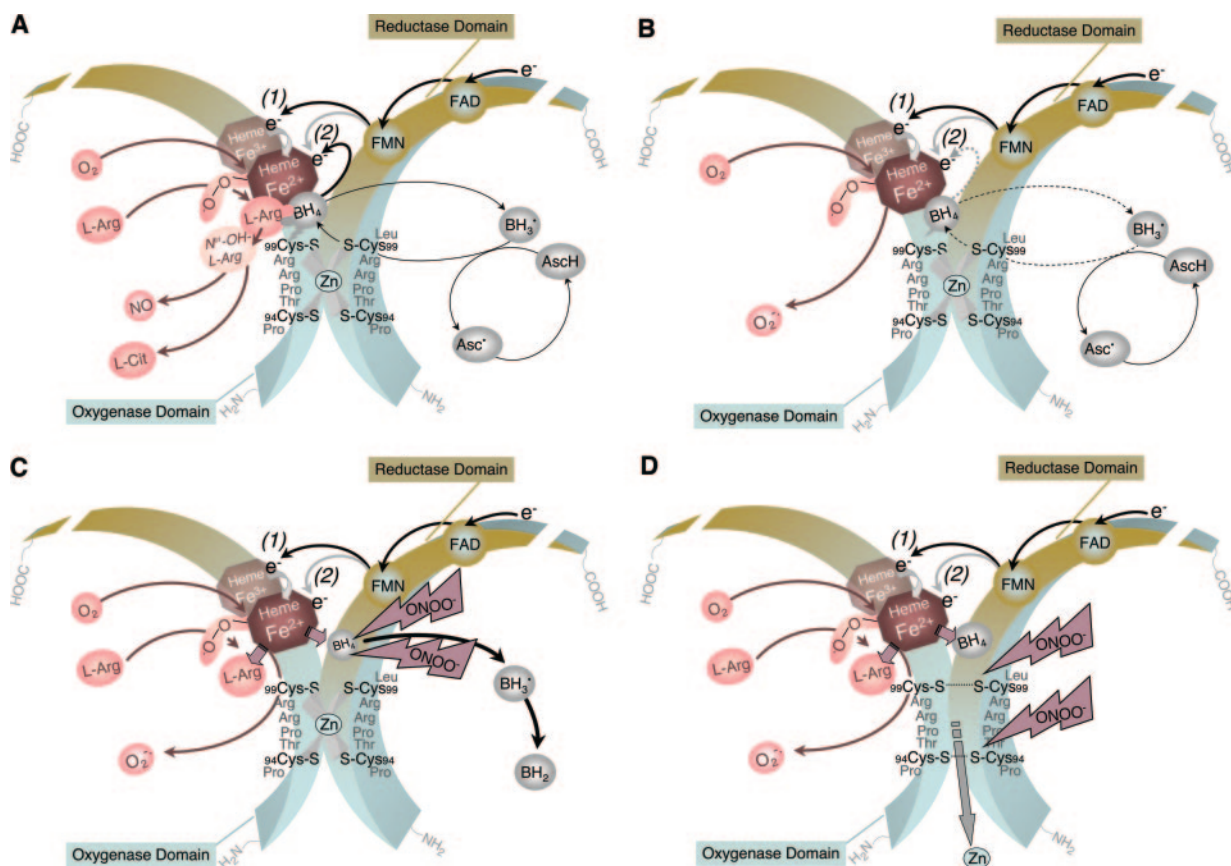 A
Reductase Domain
HOOC
(1)
e-
FAD
e-
COOH
Heme
Fe3+
e-
(2)
FMN
O2
O-O-
Heme
Fe2+
L-Arg
L-Arg
BH4
BH3•
Nω-OH-
L-Arg
99Cys-S
S-Cys99
Leu
AscH
Arg
Arg
Pro
Thr
Arg
Arg
Pro
Thr
Zn
NO
94Cys-S
S-Cys94
Pro
Pro
Asc•
L-Cit
Oxygenase Domain
H2N
NH2
B
Reductase Domain
HOOC
(1)
e-
FAD
e-
COOH
Heme
Fe3+
e-
(2)
FMN
O2
O-O-
Heme
Fe2+
BH4
BH3•
L-Arg
99Cys-S
S-Cys99
Leu
AscH
Arg
Arg
Pro
Thr
Arg
Arg
Pro
Thr
Zn
O2•-
94Cys-S
S-Cys94
Pro
Pro
Asc•
Oxygenase Domain
H2N
NH2
C
Reductase Domain
HOOC
(1)
e-
FAD
e-
COOH
Heme
Fe3+
e-
(2)
FMN
O2
O-O-
Heme
Fe2+
ONOO-
BH4
ONOO-
L-Arg
L-Arg
BH3•
99Cys-S
S-Cys99
Leu
Arg
Arg
Pro
Thr
Arg
Arg
Pro
Thr
Zn
O2•-
94Cys-S
S-Cys94
Pro
Pro
BH2
Oxygenase Domain
H2N
NH2
D
Reductase Domain
HOOC
(1)
e-
FAD
e-
COOH
Heme
Fe3+
e-
(2)
FMN
O2
O-O-
Heme
Fe2+
BH4
ONOO-
L-Arg
L-Arg
99Cys-S
S-Cys99
Leu
Arg
Arg
Pro
Thr
Arg
Arg
Pro
Thr
ONOO-
O2•-
94Cys-S
S-Cys94
Pro
Pro
Oxygenase Domain
H2N
NH2
Zn